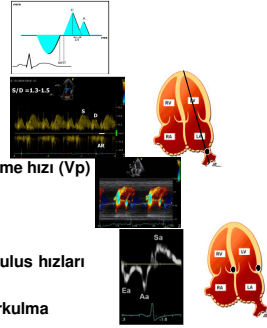 E
A
S/D =1.3-1.5
S
D
AR
RV
LV
RA
LA
me hızı (Vp)
Sa
Ea
Aa
ulus hızları
rkulma
RV
LV
RA
LA